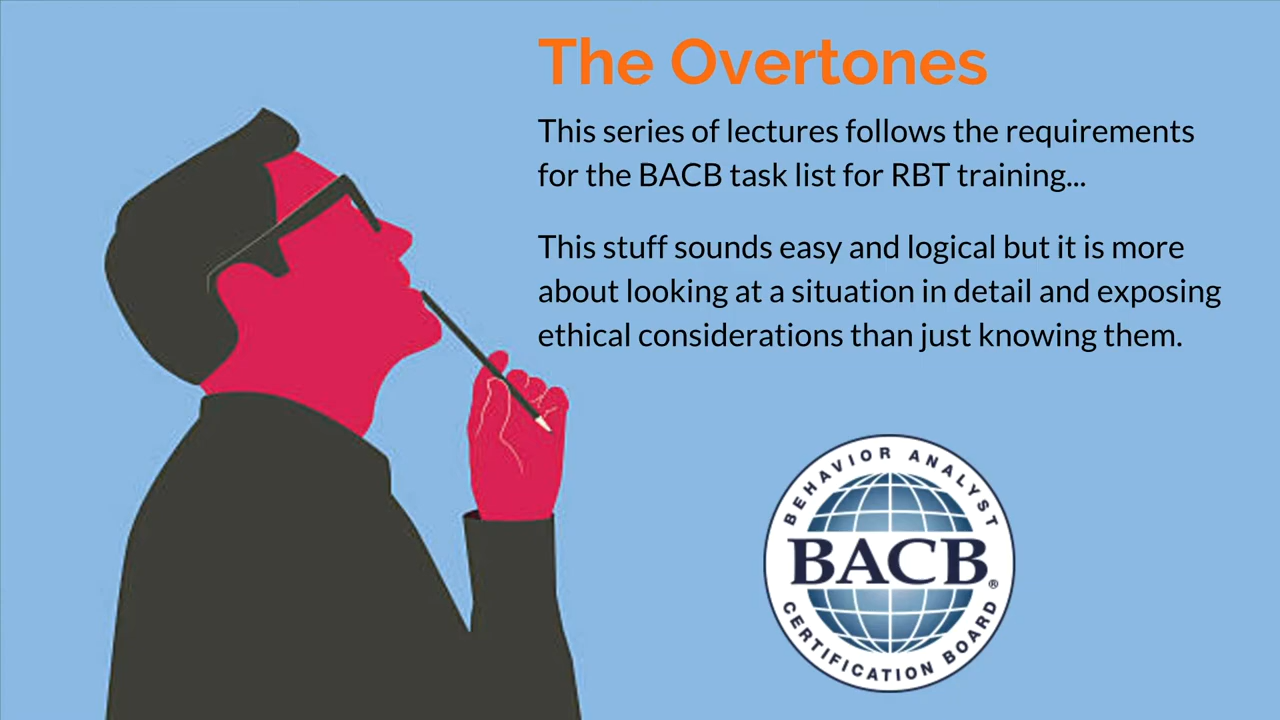 The Overtones
This series of lectures follows the requirements
for the BACB task list for RBT training...
This stuff sounds easy and logical but it is more
about looking at a situation in detail and exposing
ethical considerations than just knowing them.
BEHAVIOR ANALYST
BACB®
CERTIFICATION BOARD